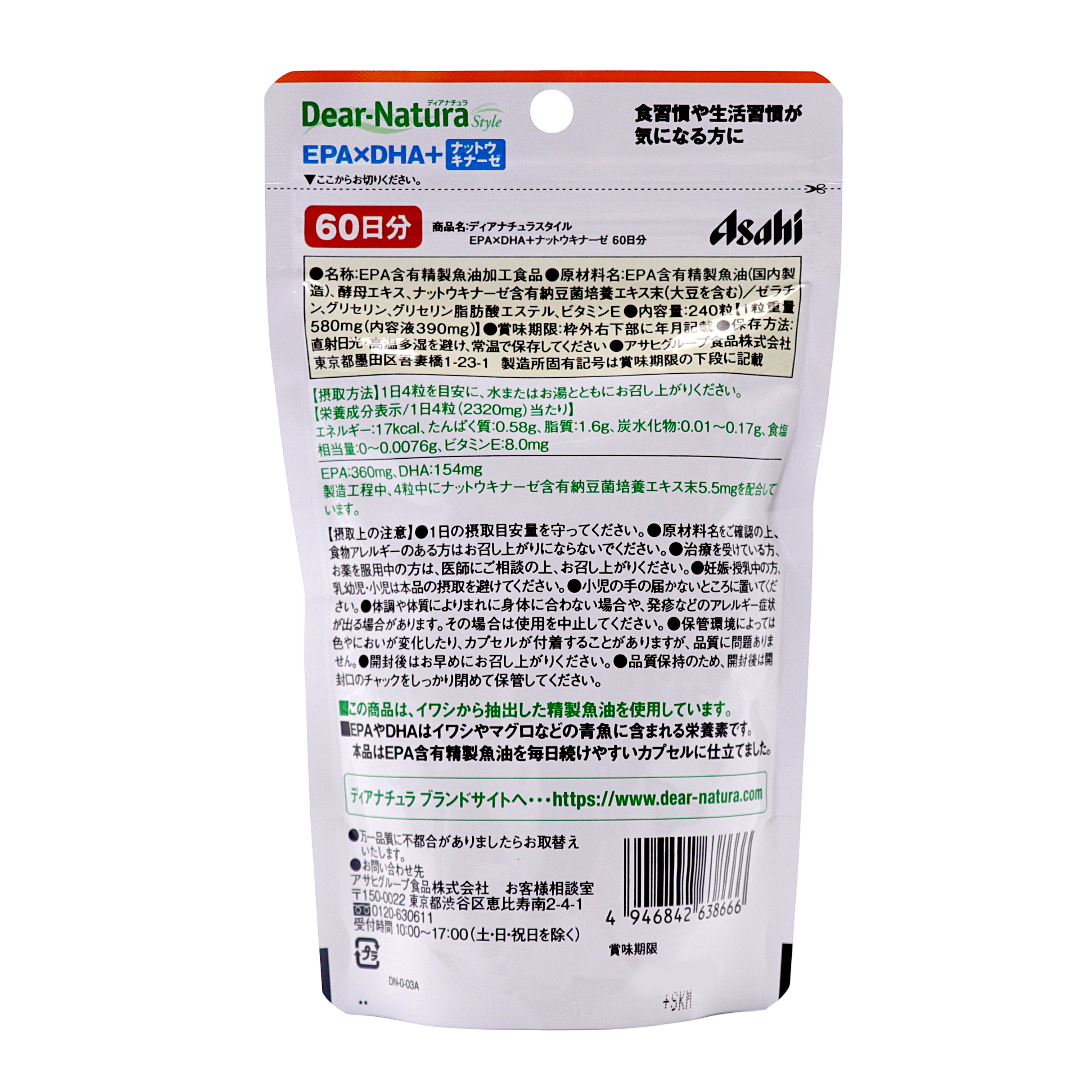 ディアナチュラ
Dear-Natura Style
EPA×DHA+ナットウキナーゼ
▼ここからお切りください。
食習慣や生活習慣が
気になる方に
60日分
商品名:ディアナチュラスタイル
EPA×DHA+ナットウキナーゼ 60日分
Asahi
●名称:EPA含有精製魚油加工食品●原材料名:EPA含有精製魚油(国内製
造)、酵母エキス、ナットウキナーゼ含有納豆菌培養エキス末(大豆を含む)/ゼラチ
ン、グリセリン、グリセリン脂肪酸エステル、ビタミンE●内容量:240粒【1粒重量
580mg(内容液390mg)】●賞味期限:枠外右下部に年月記載●保存方法:
直射日光・高温多湿を避け、常温で保存してください●アサヒグループ食品株式会社
東京都墨田区吾妻橋1-23-1 製造所固有記号は賞味期限の下段に記載
【摂取方法】1日4粒を目安に、水またはお湯とともにお召し上がりください。
【栄養成分表示/1日4粒(2320mg)当たり】
エネルギー:17kcal、たんぱく質:0.58g、脂質:1.6g、炭水化物:0.01〜0.17g、食塩
相当量:0〜0.0076g、ビタミンE:8.0mg
EPA:360mg、DHA:154mg
製造工程中、4粒中にナットウキナーゼ含有納豆菌培養エキス末5.5mgを配合して
います。
【摂取上の注意】●1日の摂取目安量を守ってください。●原材料名をご確認の上、
食物アレルギーのある方はお召し上がりにならないでください。●治療を受けている方、
お薬を服用中の方は、医師にご相談の上、お召し上がりください。●妊娠・授乳中の方、
乳幼児・小児は本品の摂取を避けてください。●小児の手の届かないところに置いてくだ
さい。●体調や体質によりまれに身体に合わない場合や、発疹などのアレルギー症状
が出る場合があります。その場合は使用を中止してください。●保管環境によっては
色やにおいが変化したり、カプセルが付着することがありますが、品質に問題ありま
せん。●開封後はお早めにお召し上がりください。●品質保持のため、開封後は開
封口のチャックをしっかり閉めて保管してください。
■この商品は、イワシから抽出した精製魚油を使用しています。
■EPAやDHAはイワシやマグロなどの青魚に含まれる栄養素です。
本品はEPA含有精製魚油を毎日続けやすいカプセルに仕立てました。
ディアナチュラ ブランドサイトへ・・・https://www.dear-natura.com
●万一品質に不都合がありましたらお取替え
いたします。
●お問い合わせ先
アサヒグループ食品株式会社 お客様相談室
〒150-0022 東京都渋谷区恵比寿南2-4-1
0120-630611
受付時間10:00〜17:00(土・日・祝日を除く)
プラ
DN-0-03A
4 946842 638666
賞味期限
+SKM